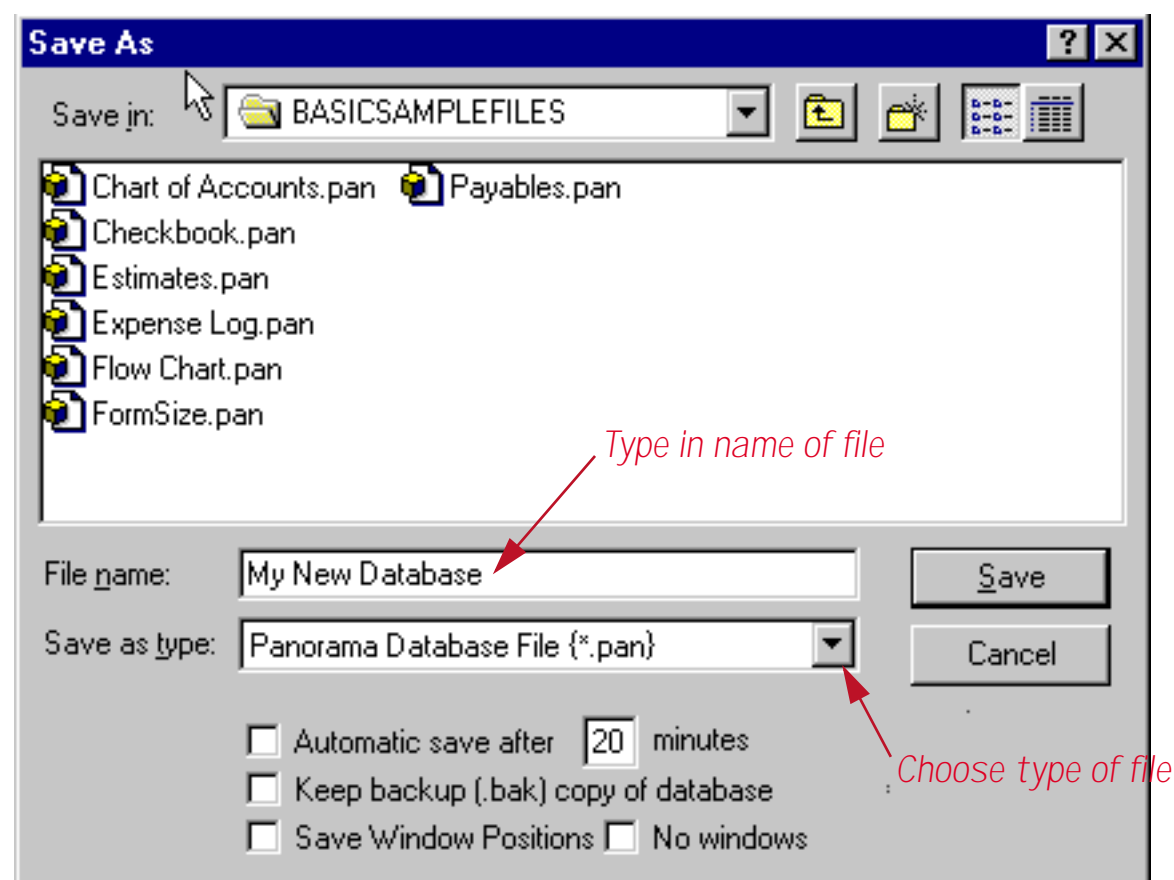 Save As
Save in: BASICSAMPLEFILES
Chart of Accounts.pan Payables.pan
Checkbook.pan
Estimates.pan
Expense Log.pan
Flow Chart.pan
FormSize.pan
Type in name of file
File name: My New Database Save
Save as type: Panorama Database File {*.pan} Cancel
Automatic save after 20 minutes
Choose type of file
Keep backup (.bak) copy of database
Save Window Positions No windows